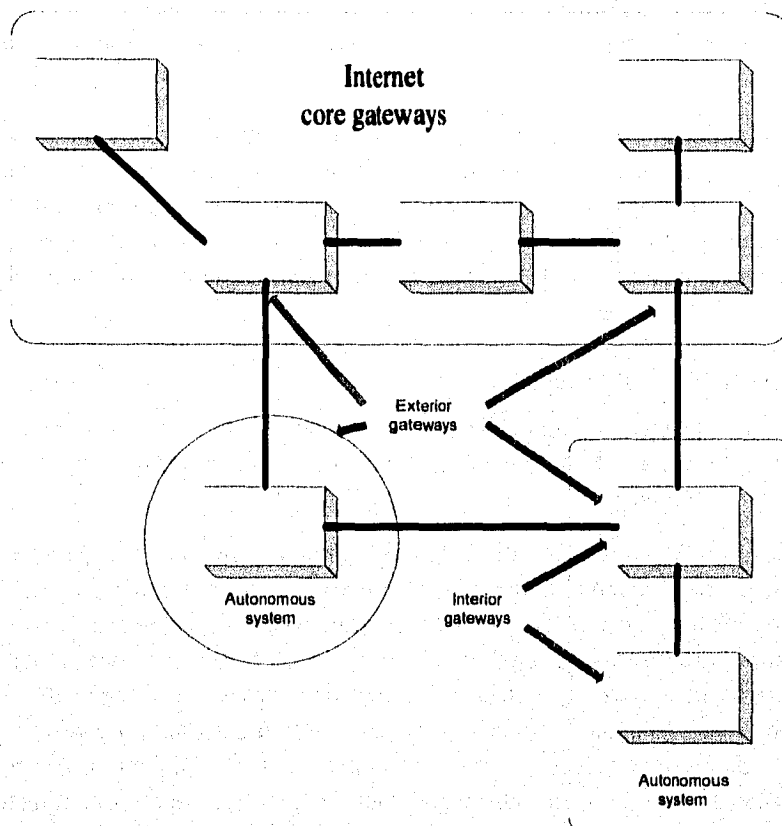 Internet
core gateways
Exterior
gateways
Autonomous
system
Interior
gateways
Autonomous
system